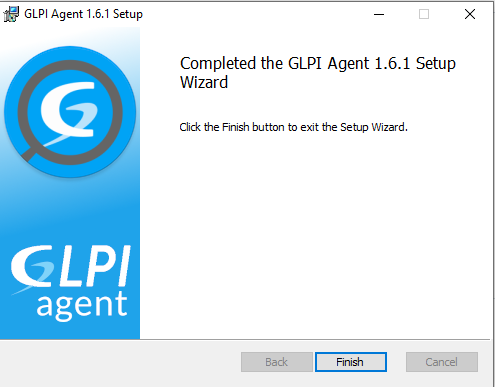 GLPI Agent 1.6.1 Setup
Completed the GLPI Agent 1.6.1 Setup
Wizard
Click the Finish button to exit the Setup Wizard.
GLPI
agent
Back
Finish
Cancel